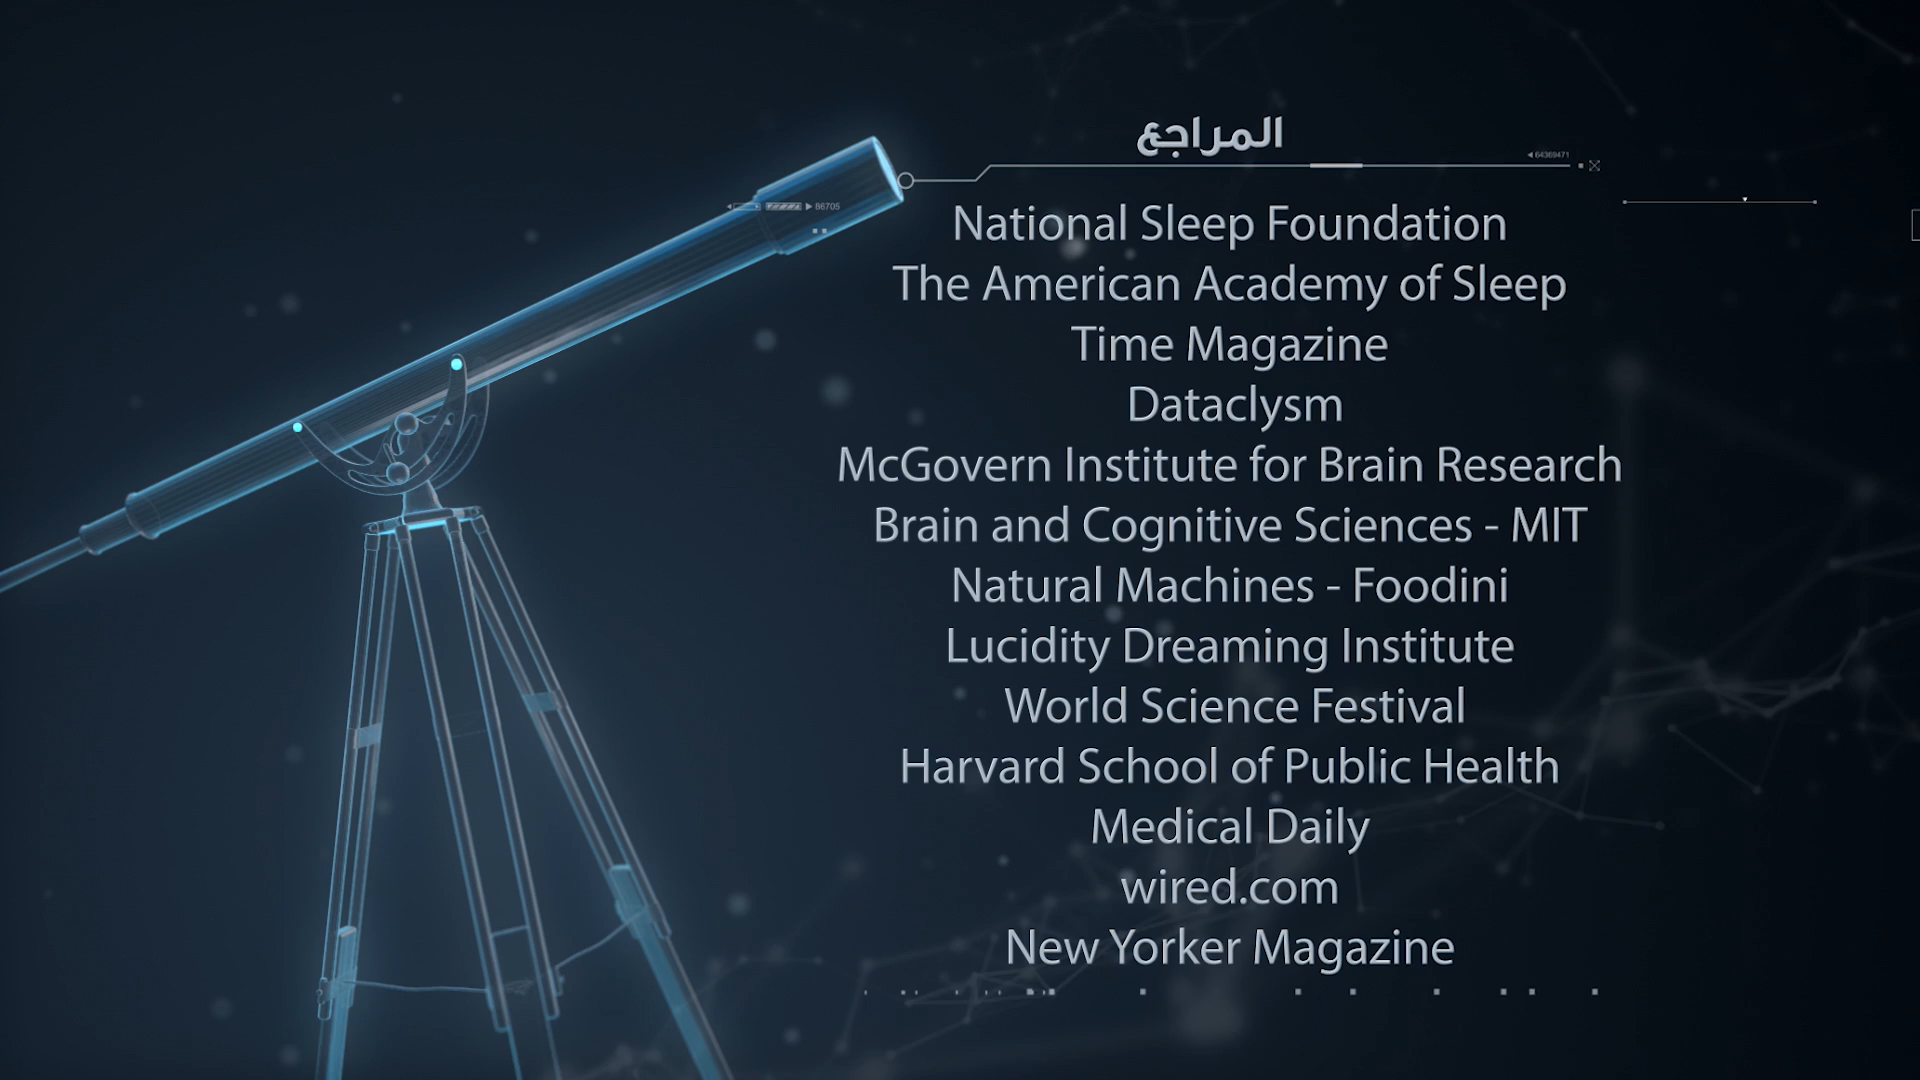 المراجع
64369471
86705
National Sleep Foundation
The American Academy of Sleep
Time Magazine
Dataclysm
McGovern Institute for Brain Research
Brain and Cognitive Sciences - MIT
Natural Machines - Foodini
Lucidity Dreaming Institute
World Science Festival
Harvard School of Public Health
Medical Daily
wired.com
New Yorker Magazine